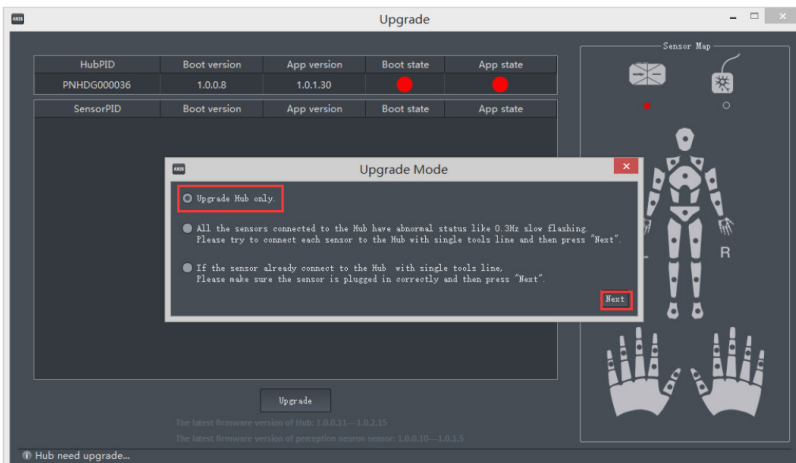 AXIS Upgrade
Sensor Map
HubPID Boot version App version Boot state App state
PNHDG000036 1.0.0.8 1.0.1.30
SensorPID Boot version App version Boot state App state
AXIS Upgrade Mode
Upgrade Hub only.
All the sensors connected to the Hub have abnormal status like 0.3Hz slow flashing.
Please try to connect each sensor to the Hub with single tools line and then press "Next".
If the sensor already connect to the Hub with single tools line,
Please make sure the sensor is plugged in correctly and then press "Next".
Next
L R
Upgrade
The latest firmware version of Hub: 1.0.0.11---1.0.2.15
The latest firmware version of perception neuron sensor: 1.0.0.10---1.0.1.5
Hub need upgrade...